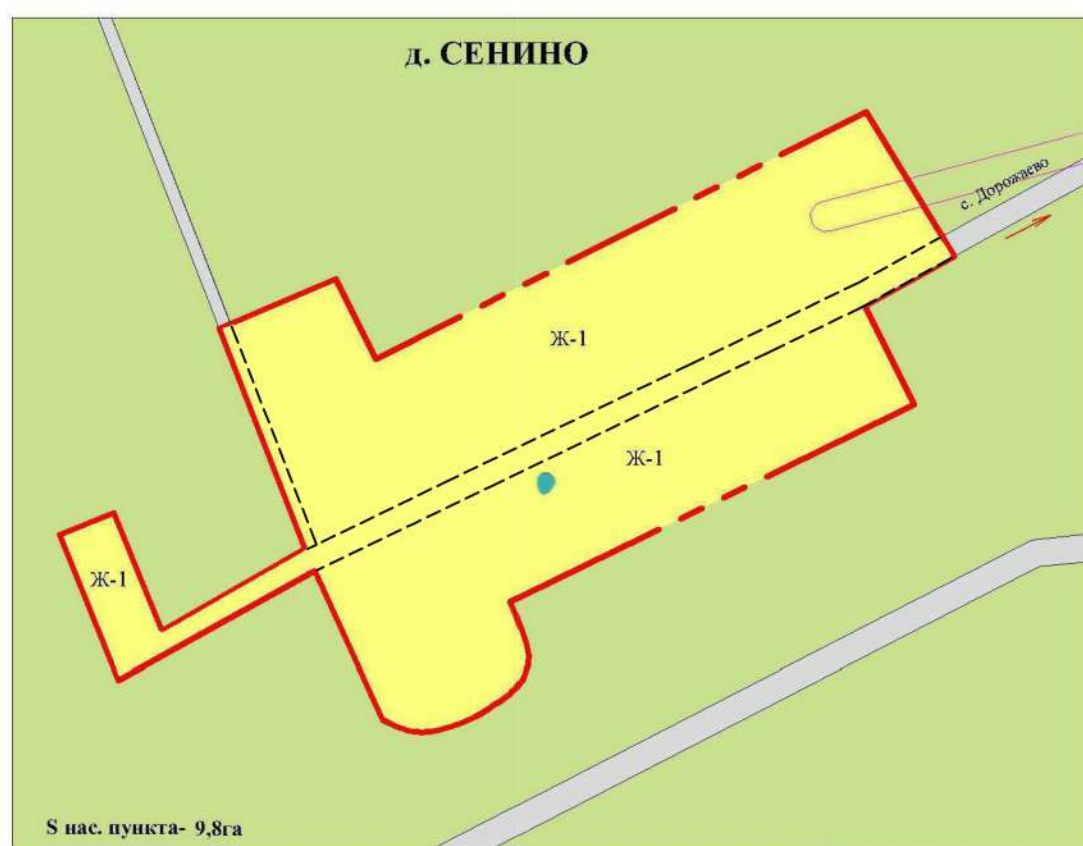 д. СЕНИНО
с. Дорожаево
Ж-1
Ж-1
Ж-1
S нас. пункта- 9,8га